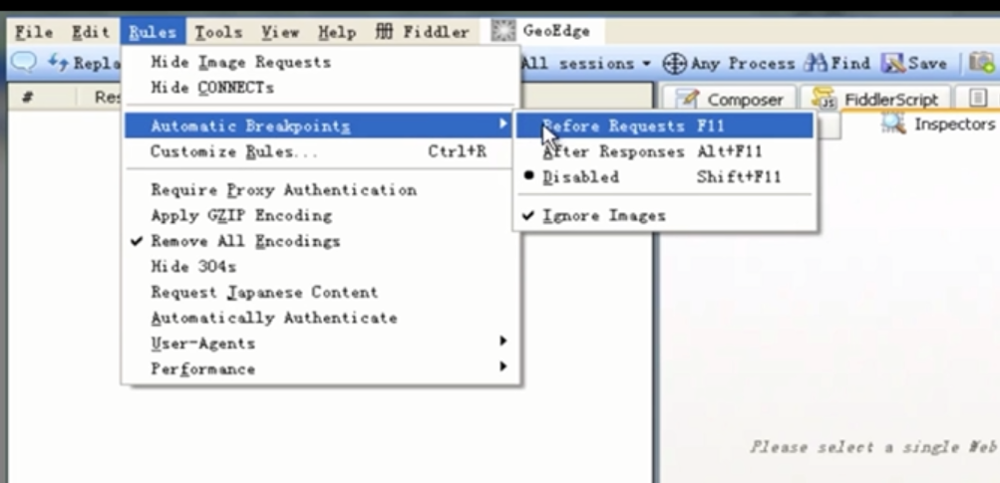 File Edit Rules Tools View Help 册 Fiddler GeoEdge
Repla
All sessions Any Process Find Save
# Res
Composer FiddlerScript
Inspectors
Hide Image Requests
Hide CONNECTs
Automatic Breakpoints
Customize Rules... Ctrl+R
Require Proxy Authentication
Apply GZIP Encoding
Remove All Encodings
Hide 304s
Request Japanese Content
Automatically Authenticate
User-Agents
Performance
Before Requests F11
After Responses Alt+F11
Disabled Shift+F11
Ignore Images
Please select a single Web